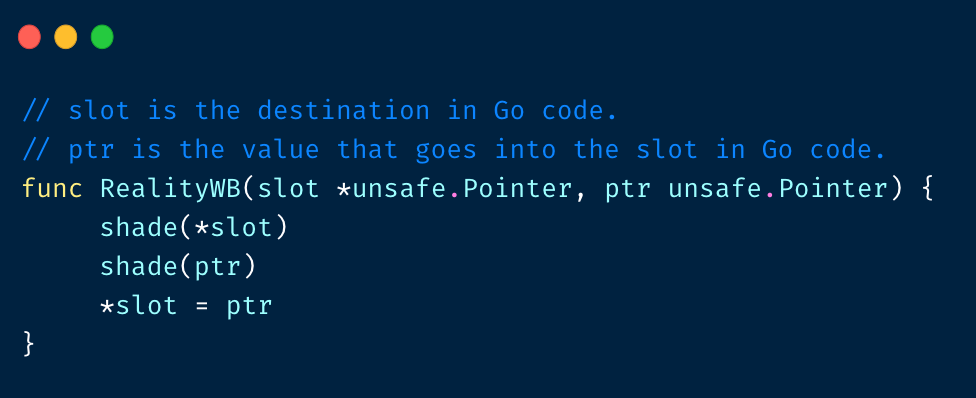 // slot is the destination in Go code.
// ptr is the value that goes into the slot in Go code.
func RealityWB(slot *unsafe.Pointer, ptr unsafe.Pointer) {
     shade(*slot)
     shade(ptr)
     *slot = ptr
}